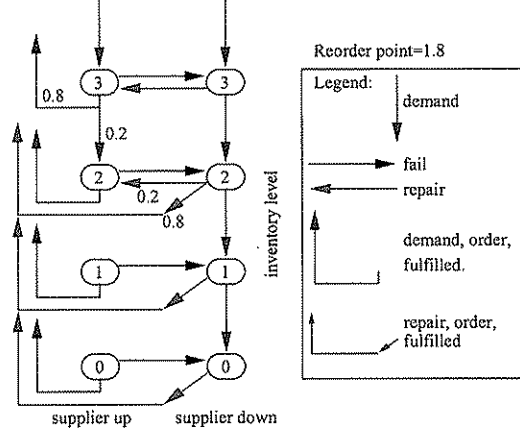 3
3
0.8
0.2
2
2
0.2
0.8
1
1
0
0
supplier up
supplier down
inventory level
Reorder point=1.8
Legend:
demand
fail
repair
demand, order,
fulfilled.
repair, order,
fulfilled